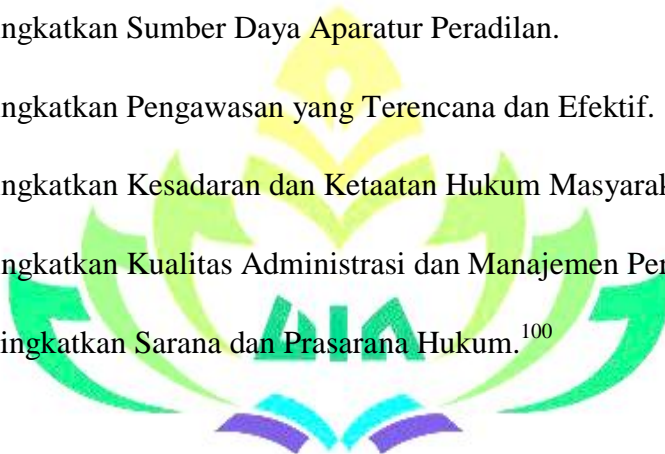 ngkatkan Sumber Daya Aparatur Peradilan.
ngkatkan Pengawasan yang Terencana dan Efektif.
ngkatkan Kesadaran dan Ketaatan Hukum Masyarak
ngkatkan Kualitas Administrasi dan Manajemen Per
ingkatkan Sarana dan Prasarana Hukum.100